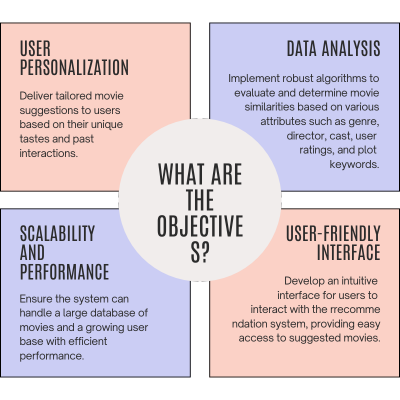 USER
PERSONALIZATION
Deliver tailored movie
suggestions to users
based on their unique
tastes and past
interactions.
DATA ANALYSIS
Implement robust algorithms to
evaluate and determine movie
similarities based on various
attributes such as genre,
director, cast, user
ratings, and plot
keywords.
WHAT ARE
THE
OBJECTIVE
S?
SCALABILITY
AND
PERFORMANCE
Ensure the system can
handle a large database of
movies and a growing user
base with efficient
performance.
USER-FRIENDLY
INTERFACE
Develop an intuitive
interface for users to
interact with the rrecomme
ndation system, providing easy
access to suggested movies.